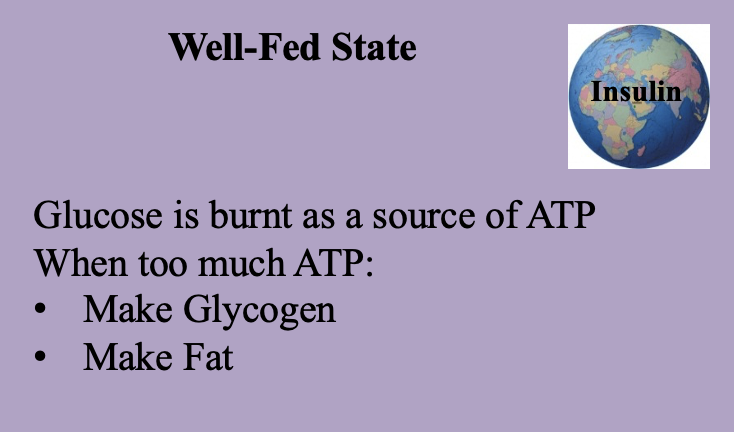 Well-Fed State
Insulin
Glucose is burnt as a source of ATP
When too much ATP:
• Make Glycogen
• Make Fat